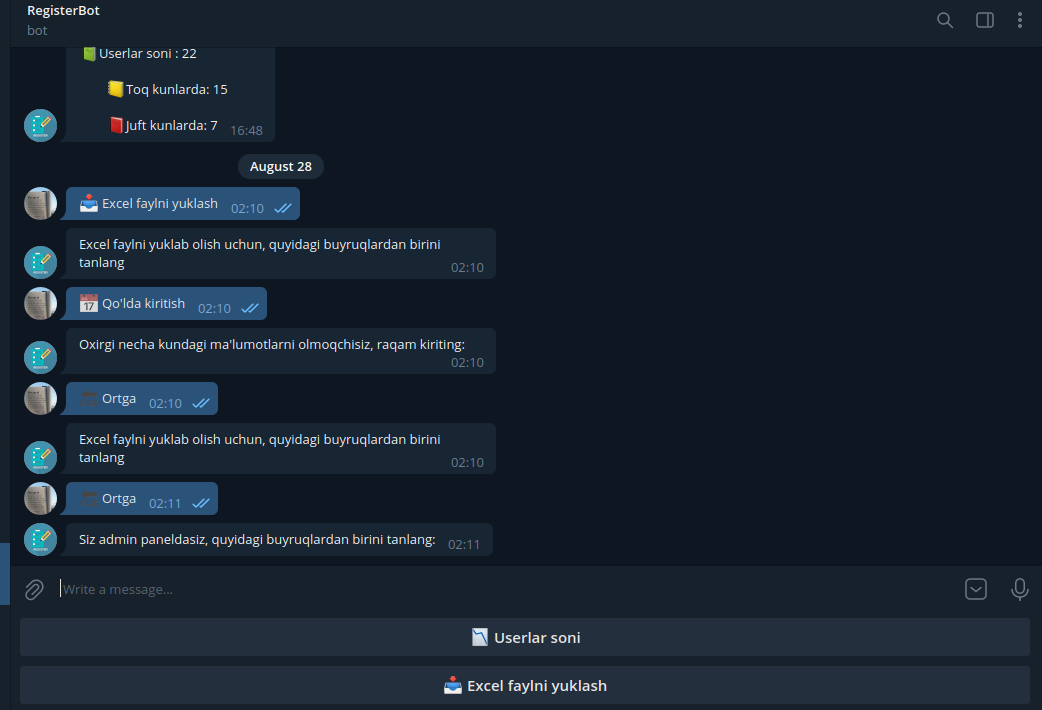 RegisterBot
bot
Userlar soni : 22
Toq kunlarda: 15
Juft kunlarda: 7 16:48
August 28
Excel faylni yuklash 02:10
Excel faylni yuklab olish uchun, quyidagi buyruqlardan birini
tanlang 02:10
17 Qo'lda kiritish 02:10
Oxirgi necha kundagi ma'lumotlarni olmoqchisiz, raqam kiriting:
02:10
Ortga 02:10
Excel faylni yuklab olish uchun, quyidagi buyruqlardan birini
tanlang 02:10
Ortga 02:11
Siz admin paneldasiz, quyidagi buyruqlardan birini tanlang: 02:11
Write a message...
Userlar soni
Excel faylni yuklash